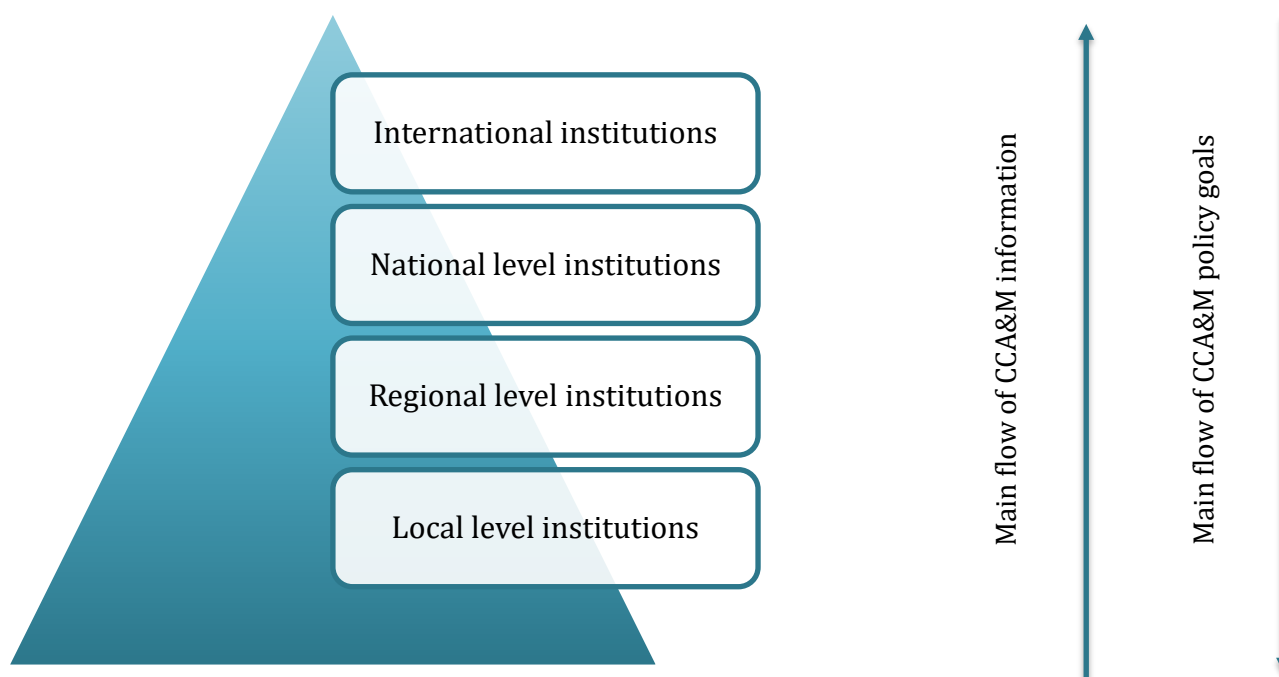 International institutions
National level institutions
Regional level institutions
Local level institutions
Main flow of CCA&M information
Main flow of CCA&M policy goals